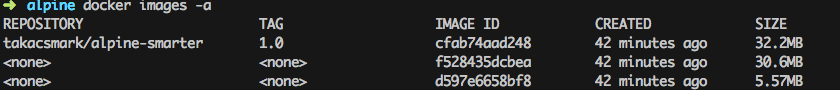 ➜ alpine docker images -a
REPOSITORY TAG IMAGE ID CREATED SIZE
takacsmark/alpine-smarter 1.0 cfab74aad248 42 minutes ago 32.2MB
<none> <none> f528435dcbea 42 minutes ago 30.6MB
<none> <none> d597e6658bf8 42 minutes ago 5.57MB